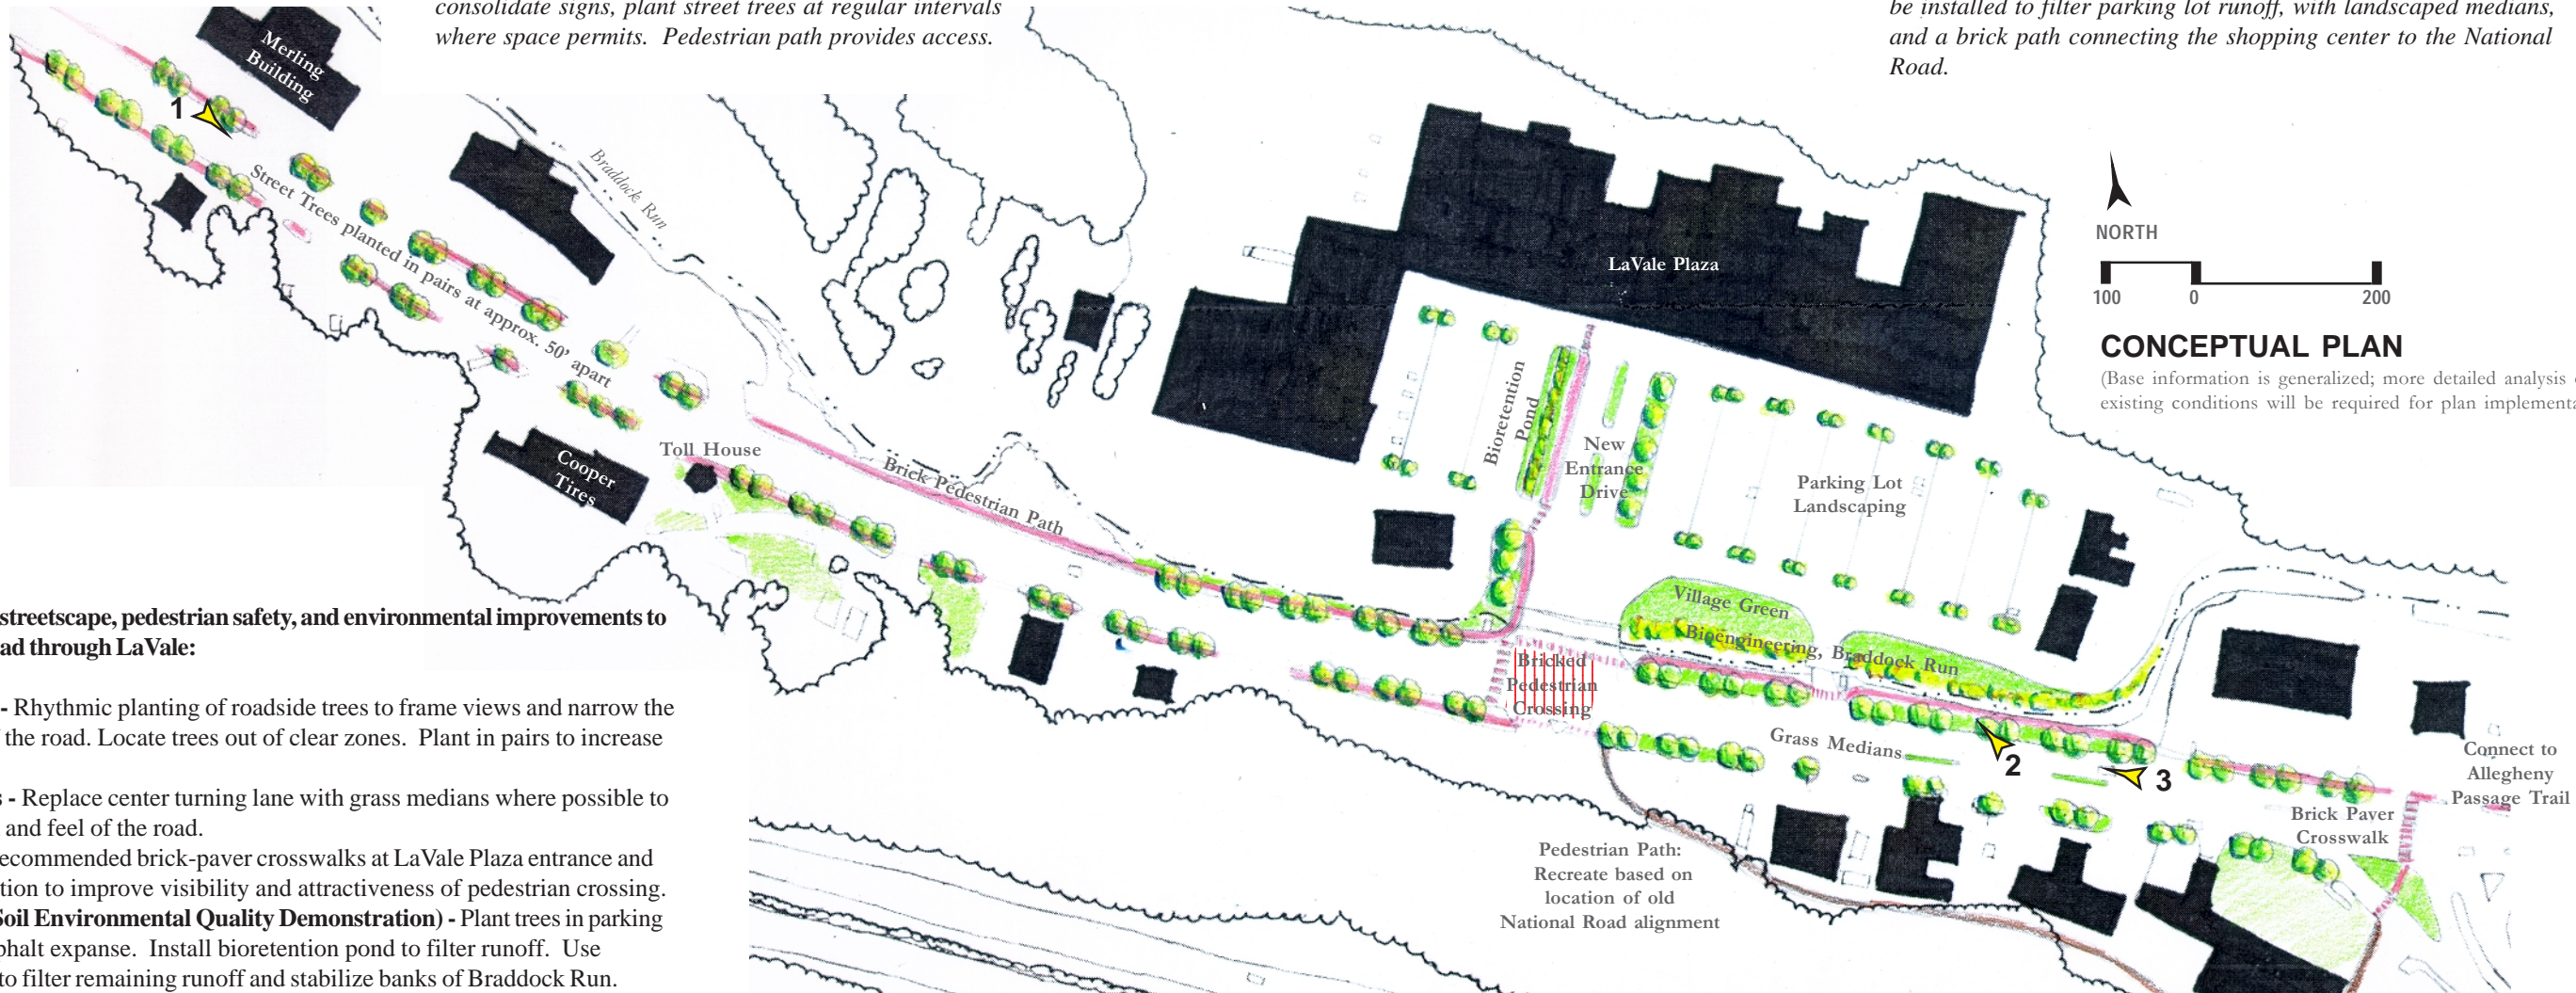 consolidate signs, plant street trees at regular intervals
where space permits. Pedestrian path provides access.
be installed to filter parking lot runoff, with landscaped medians,
and a brick path connecting the shopping center to the National
Road.
Merling
Building
1
Street Trees planted in pairs at approx. 50' apart
Braddock Run
LaVale Plaza
NORTH
100 0 200
CONCEPTUAL PLAN
(Base information is generalized; more detailed analysis
existing conditions will be required for plan
Cooper
Tires
Toll House
Brick Pedestrian Path
Bioretention
Pond
New
Entrance
Drive
Parking Lot
Landscaping
Village Green
Bioengineering, Braddock Run
Bricked
Pedestrian
Crossing
Grass Medians
2
3
Connect to
Allegheny
Passage Trail
Brick Paver
Crosswalk
Pedestrian Path:
Recreate based on
location of old
National Road alignment
streetscape, pedestrian safety, and environmental improvements to
through LaVale:
- Rhythmic planting of roadside trees to frame views and narrow the
the road. Locate trees out of clear zones. Plant in pairs to increase
- Replace center turning lane with grass medians where possible to
and feel of the road.
recommended brick-paver crosswalks at LaVale Plaza entrance and
to improve visibility and attractiveness of pedestrian crossing.
Soil Environmental Quality Demonstration) - Plant trees in parking
expanse. Install bioretention pond to filter runoff. Use
to filter remaining runoff and stabilize banks of Braddock Run.